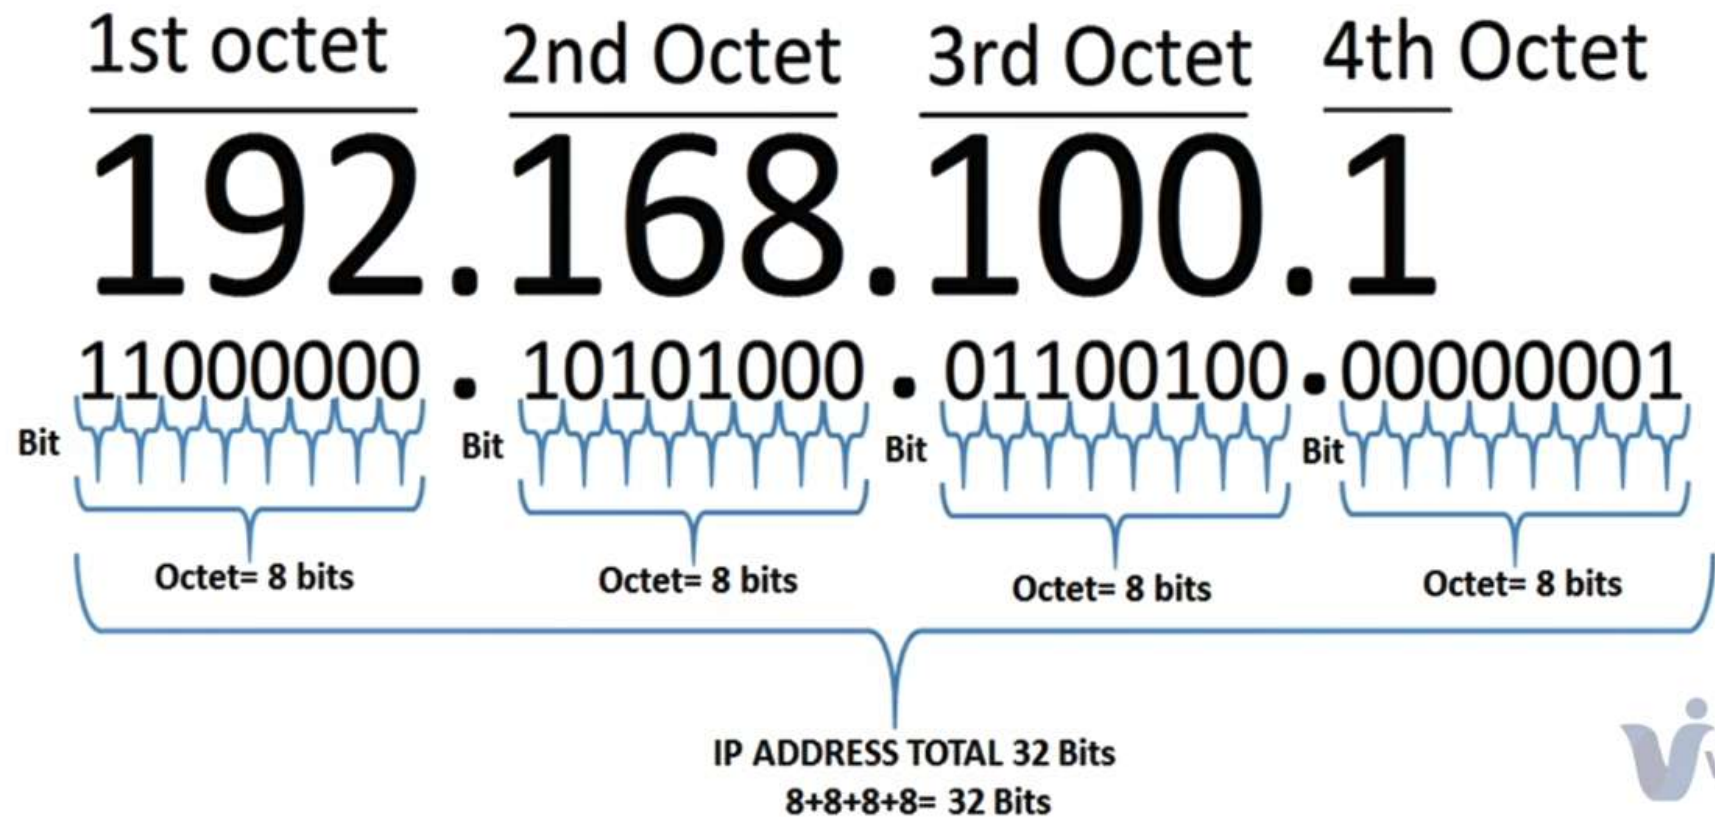 1st octet 2nd Octet 3rd Octet 4th Octet
192.168.100.1
11000000 . 10101000 . 01100100 . 00000001
Bit Bit Bit Bit
Octet= 8 bits Octet= 8 bits Octet= 8 bits Octet= 8 bits
IP ADDRESS TOTAL 32 Bits
8+8+8+8= 32 Bits